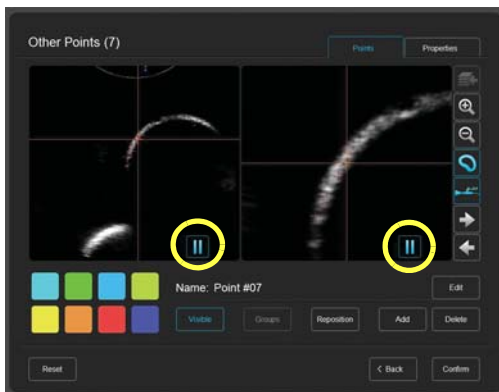 Other Points (7)
Points
Properties
Name: Point #07
Edit
Visible
Groups
Reposition
Add
Delete
Reset
< Back
Confirm